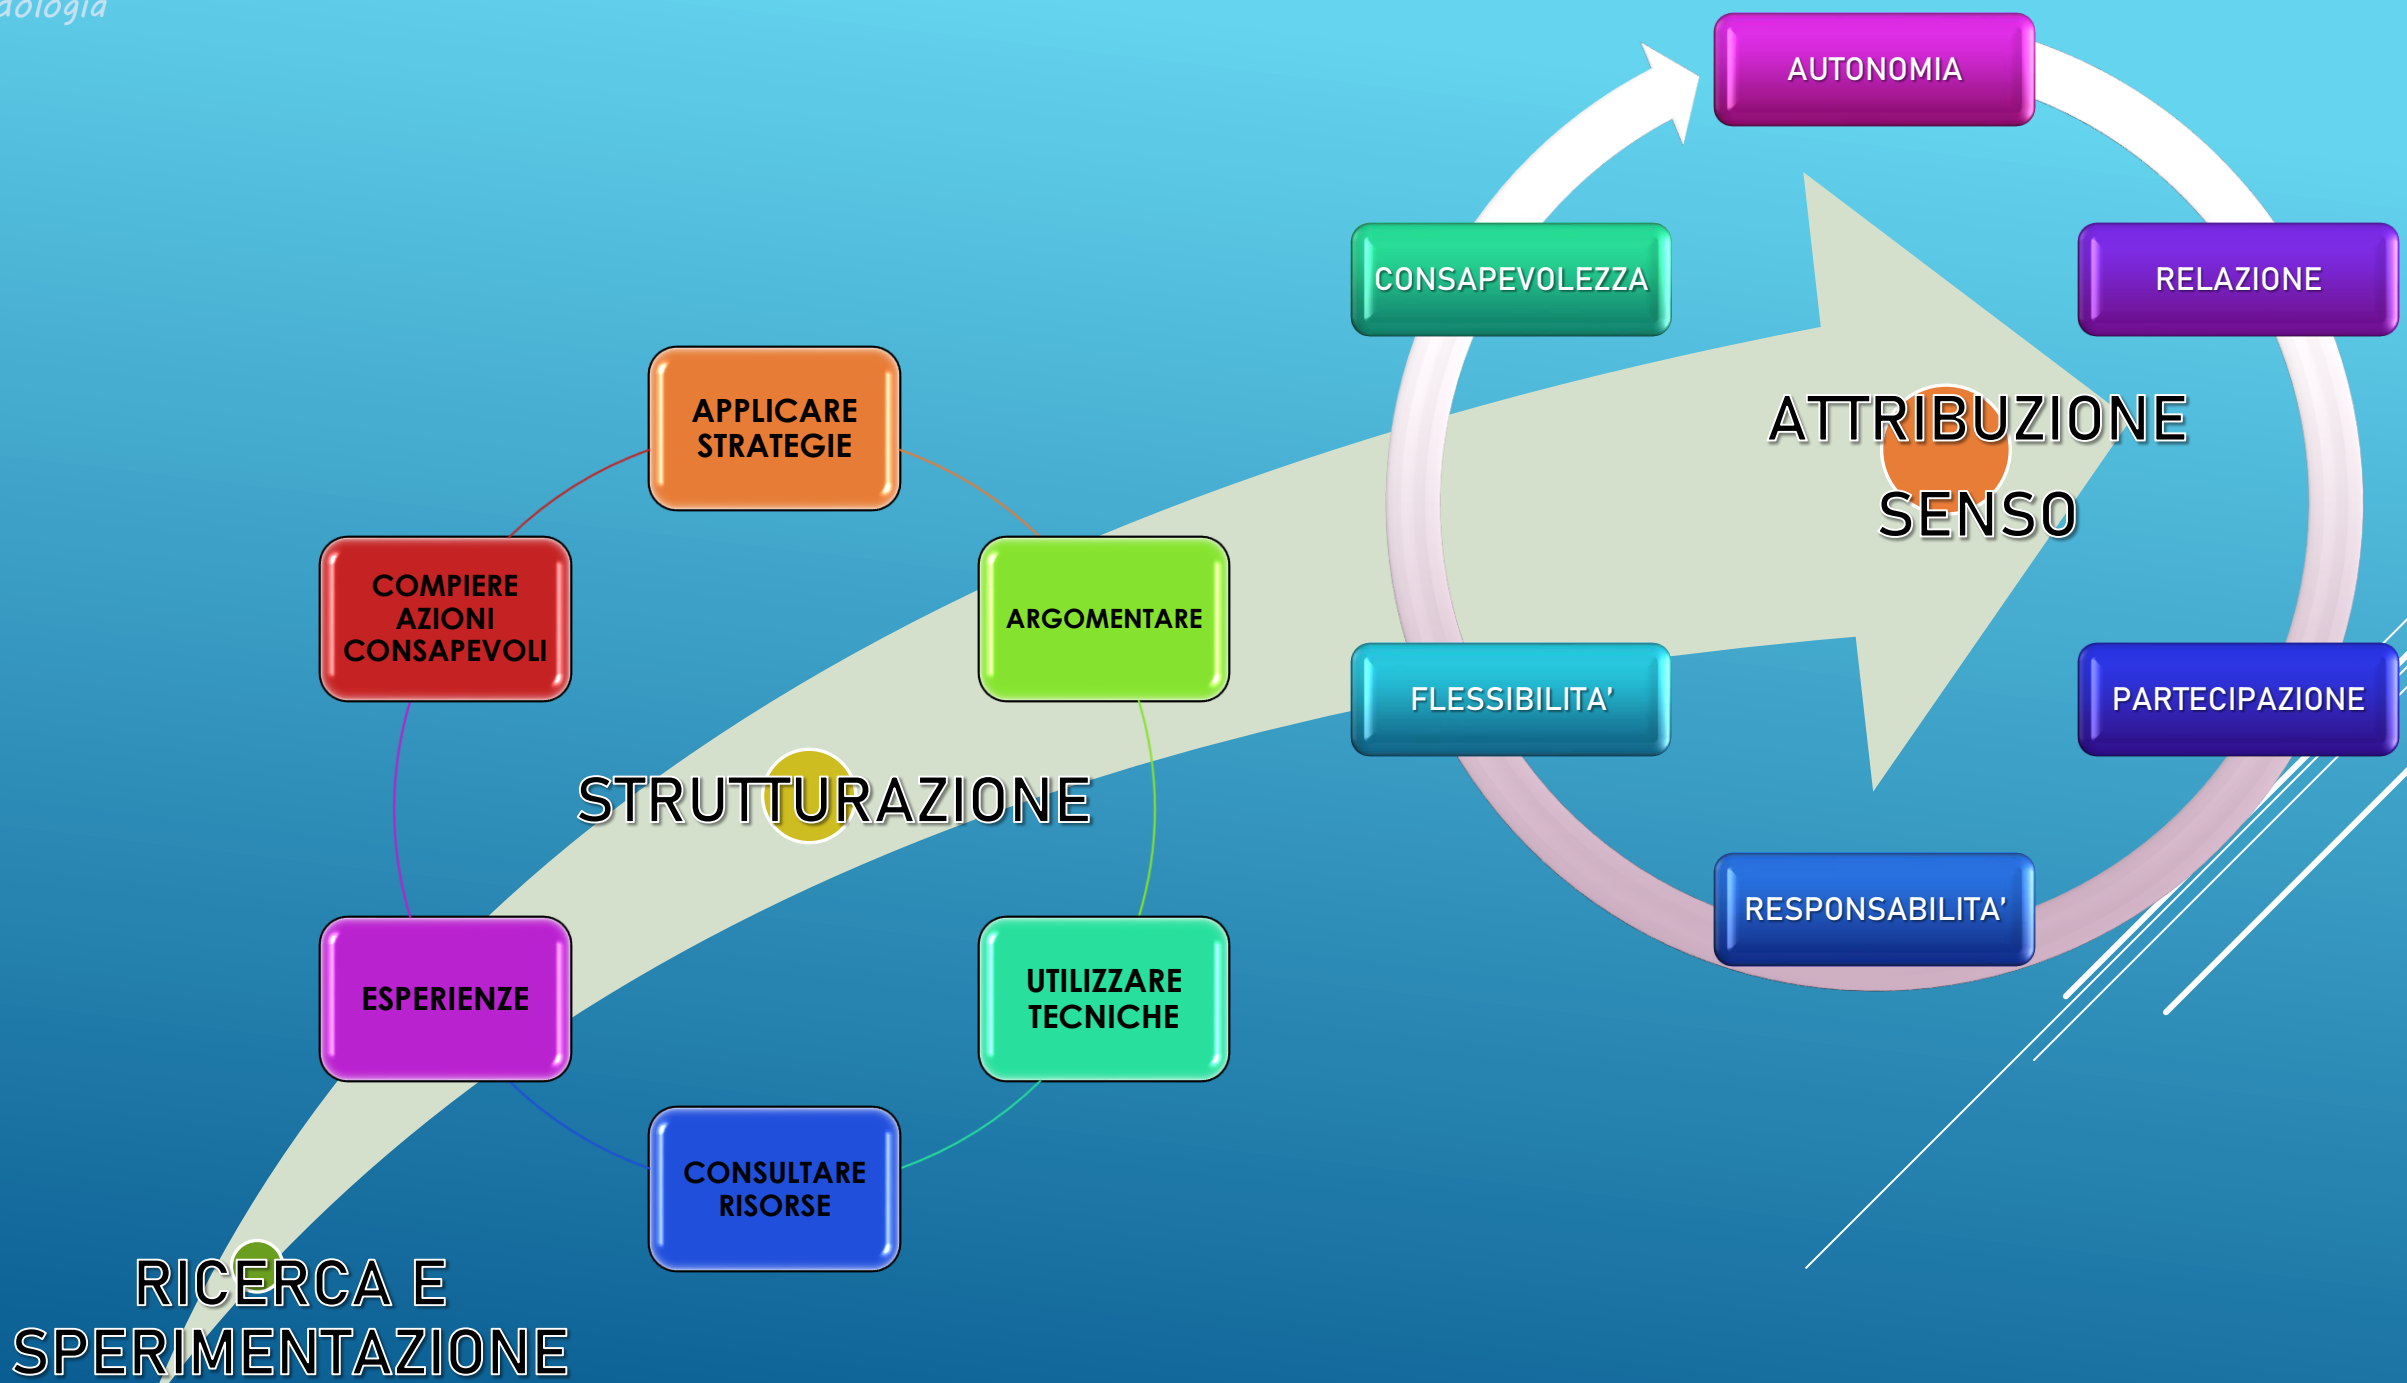 AUTONOMIA
RELAZIONE
PARTECIPAZIONE
RESPONSABILITA’
FLESSIBILITA’
CONSAPEVOLEZZA
ATTRIBUZIONE
SENSO
APPLICARE
STRATEGIE
ARGOMENTARE
UTILIZZARE
TECNICHE
CONSULTARE
RISORSE
ESPERIENZE
COMPIERE
AZIONI
CONSAPEVOLI
STRUTTURAZIONE
RICERCA E
SPERIMENTAZIONE